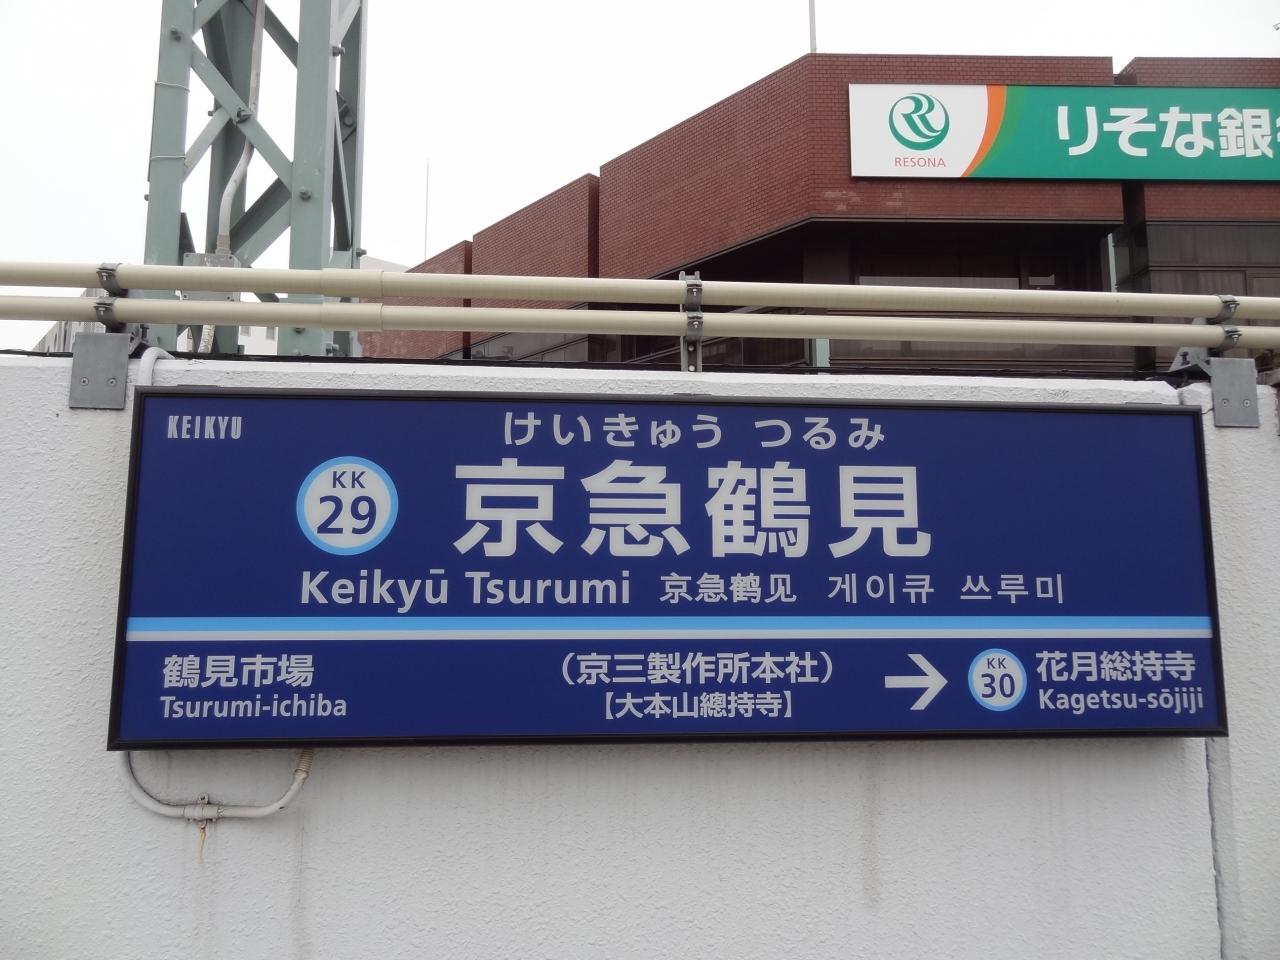 RESONA
りそな銀
KEIKYU
けいきゅう つるみ
KK
29
京急鶴見
Keikyū Tsurumi 京急鹤见 게이큐 쓰루미
鶴見市場
Tsurumi-ichiba
(京三製作所本社)
【大本山總持寺】
→
KK
30
花月総持寺
Kagetsu-sōjiji